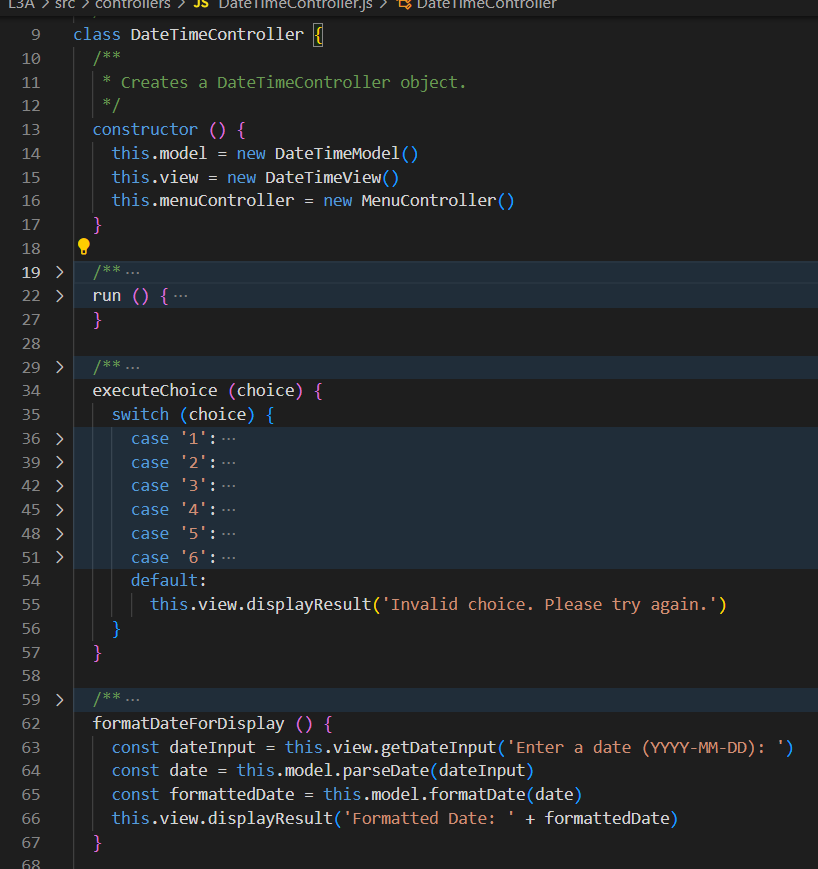 L3A > src > controllers > JS DateTimeController.js > DateTimeController
9 class DateTimeController {
10 /**
11 * Creates a DateTimeController object.
12 */
13 constructor () {
14 this.model = new DateTimeModel()
15 this.view = new DateTimeView()
16 this.menuController = new MenuController()
17 }
18
19 > /** ···
22 > run () { ···
27 }
28
29 > /** ···
34 executeChoice (choice) {
35 switch (choice) {
36 > case '1': ···
39 > case '2': ···
42 > case '3': ···
45 > case '4': ···
48 > case '5': ···
51 > case '6': ···
54 default:
55 this.view.displayResult('Invalid choice. Please try again.')
56 }
57 }
58
59 > /** ···
62 formatDateForDisplay () {
63 const dateInput = this.view.getDateInput('Enter a date (YYYY-MM-DD): ')
64 const date = this.model.parseDate(dateInput)
65 const formattedDate = this.model.formatDate(date)
66 this.view.displayResult('Formatted Date: ' + formattedDate)
67 }
68